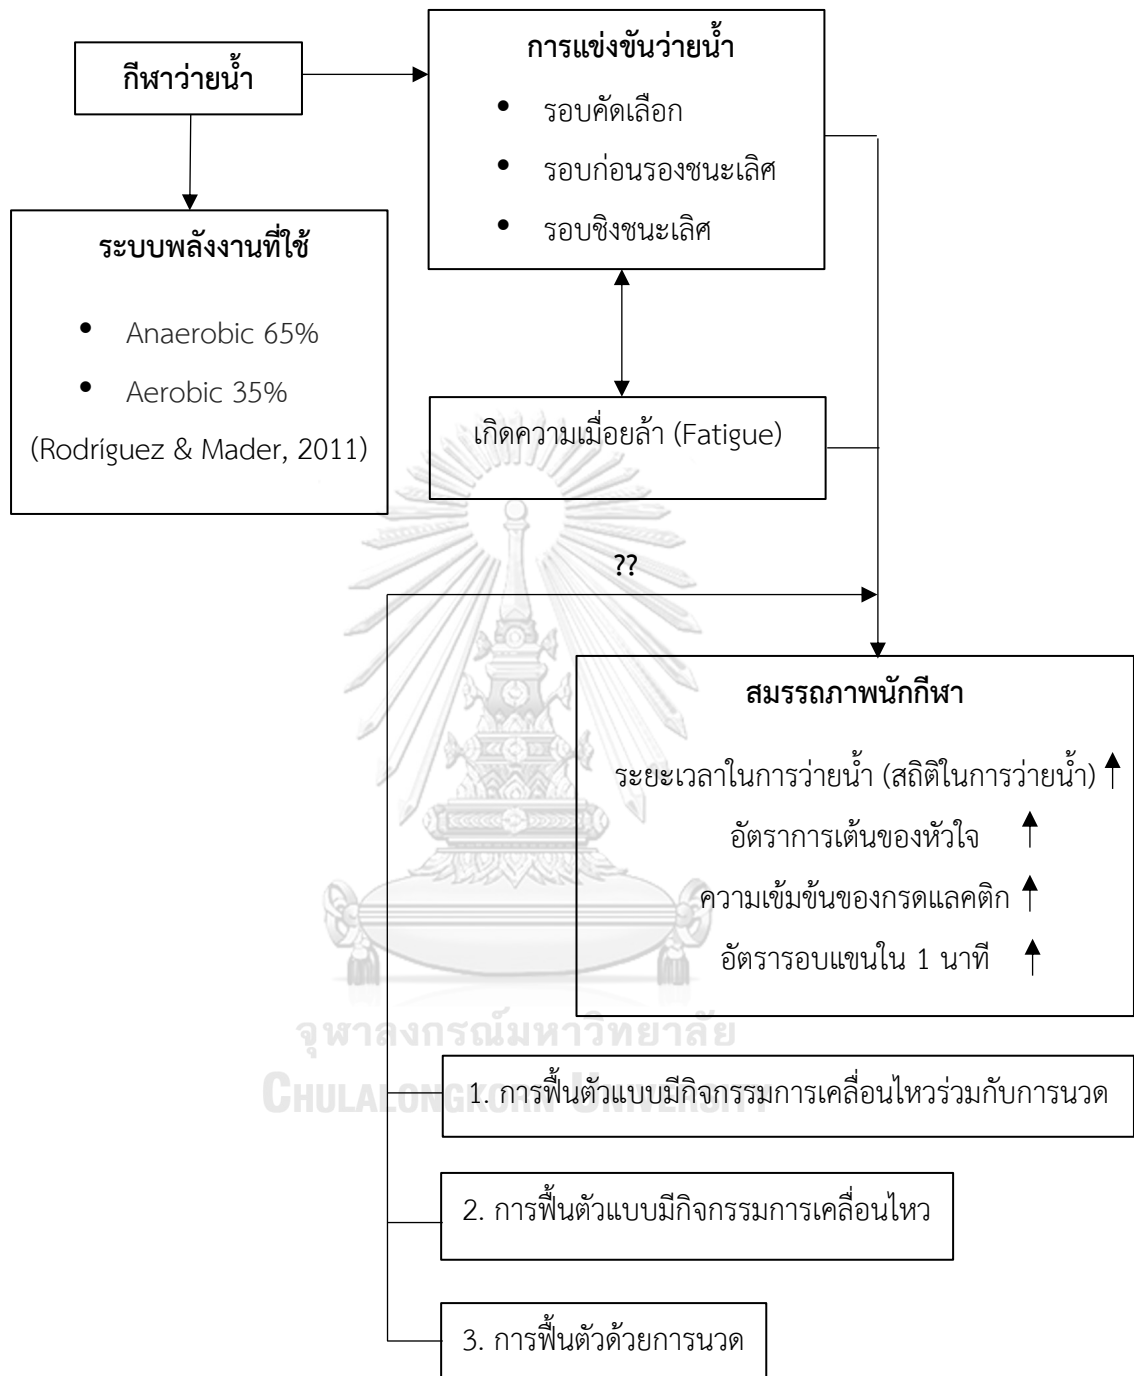 กีฬาว่ายน้ำ
การแข่งขันว่ายน้ำ
• รอบคัดเลือก
• รอบก่อนรองชนะเลิศ
• รอบชิงชนะเลิศ
ระบบพลังงานที่ใช้
• Anaerobic 65%
• Aerobic 35%
(Rodríguez & Mader, 2011)
เกิดความเมื่อยล้า (Fatigue)
??
สมรรถภาพนักกีฬา
ระยะเวลาในการว่ายน้ำ (สถิติในการว่ายน้ำ) ↑
อัตราการเต้นของหัวใจ ↑
ความเข้มข้นของกรดแลคติก ↑
อัตรารอบแขนใน 1 นาที ↑
จุฬาลงกรณ์มหาวิทยาลัย
CHULALONGKORN UNIVERSITY
1. การฟื้นตัวแบบมีกิจกรรมการเคลื่อนไหวร่วมกับการนวด
2. การฟื้นตัวแบบมีกิจกรรมการเคลื่อนไหว
3. การฟื้นตัวด้วยการนวด